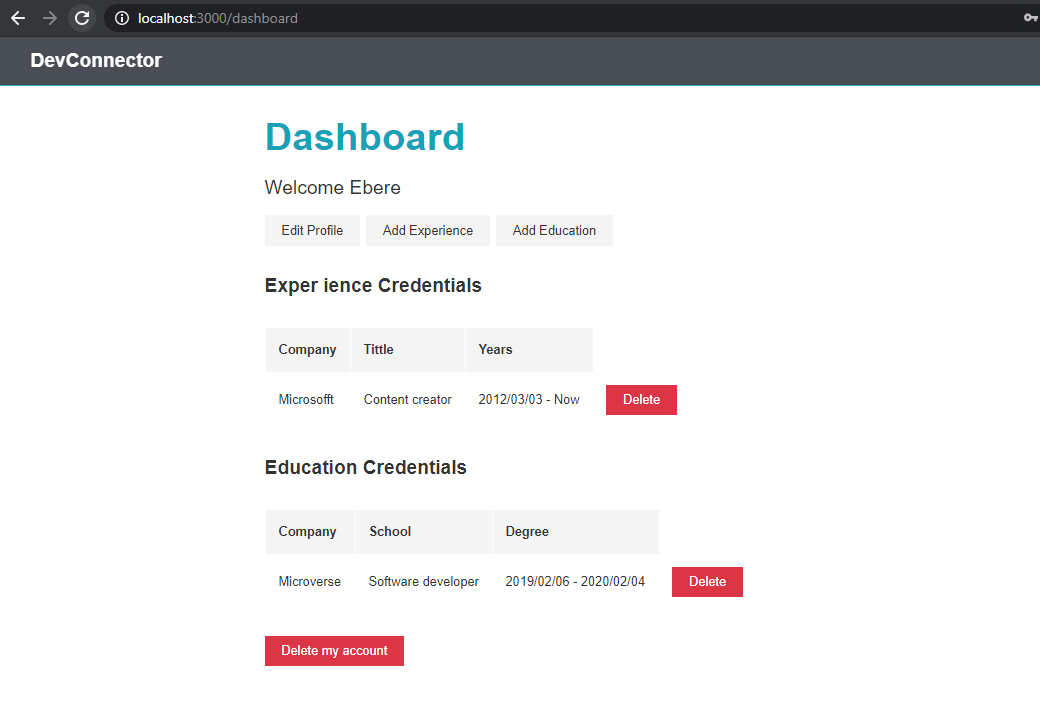 localhost:3000/dashboard
DevConnector
Dashboard
Welcome Ebere
Edit Profile Add Experience Add Education
Exper ience Credentials
Company Tittle Years
Microsofft Content creator 2012/03/03 - Now Delete
Education Credentials
Company School Degree
Microverse Software developer 2019/02/06 - 2020/02/04 Delete
Delete my account